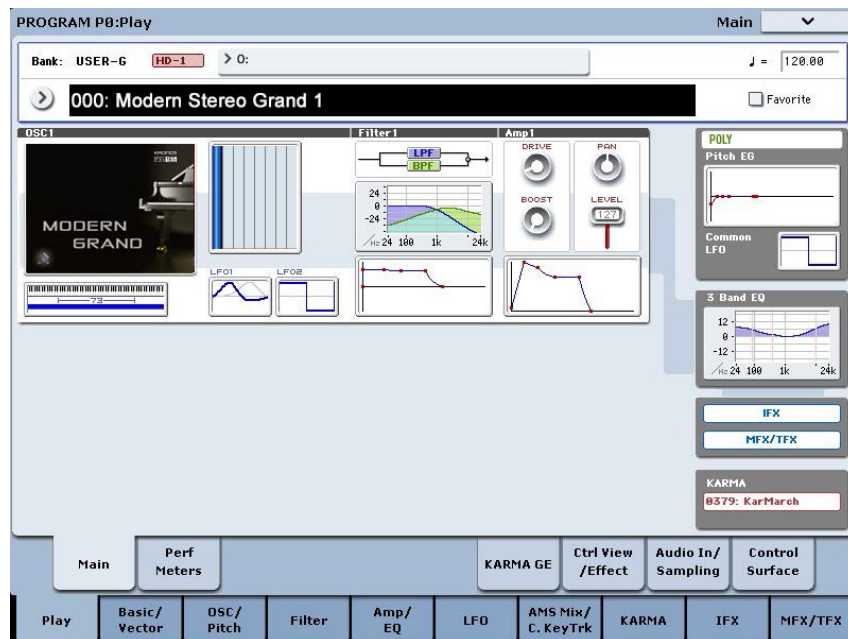 PROGRAM P0:Play
Main
Bank: USER-G
HD-1
0:
♩ = 120.00
000: Modern Stereo Grand 1
Favorite
OSC1
Filter1
Amp1
MODERN
GRAND
LFO1
LFO2
73
LPF
BPF
24
0
-24
/Hz 24 100 1k 24k
DRIVE
PAN
BOOST
LEVEL
127
POLY
Pitch EG
Common
LFO
3 Band EQ
12
0
-12
/Hz 24 100 1k 24k
IFX
MFX/TFX
KARMA
0379: KarMarch
Main
Perf
Meters
KARMA GE
Ctrl View
/Effect
Audio In/
Sampling
Control
Surface
Play
Basic/
Vector
OSC/
Pitch
Filter
Amp/
EQ
LFO
AMS Mix/
C. KeyTrk
KARMA
IFX
MFX/TFX